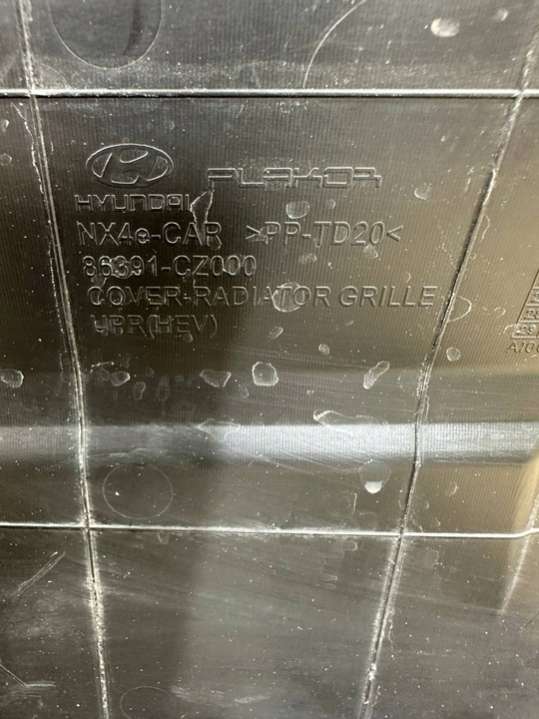 HYUNDAI PLAKOR
NX4e-CAR >PP-TD20<
86391-CZ000
COVER-RADIATOR GRILLE
UPR(HEV)